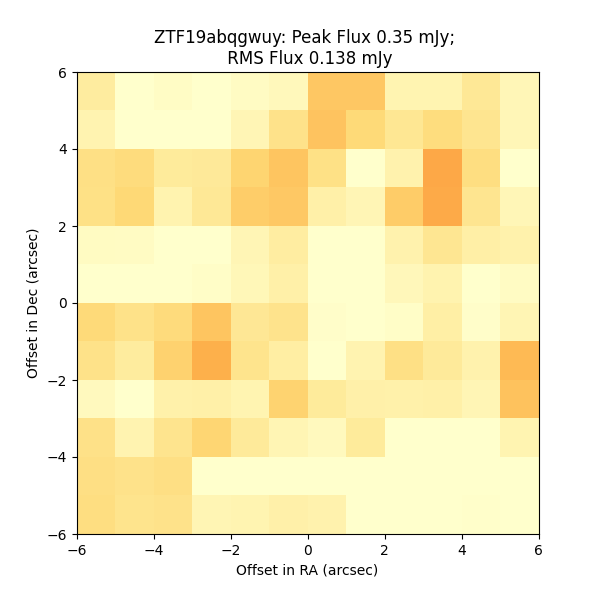 ZTF19abqgwuy: Peak Flux 0.35 mJy;
RMS Flux 0.138 mJy
6
4
2
0
−2
−4
−6
Offset in Dec (arcsec)
−6 −4 −2 0 2 4 6
Offset in RA (arcsec)